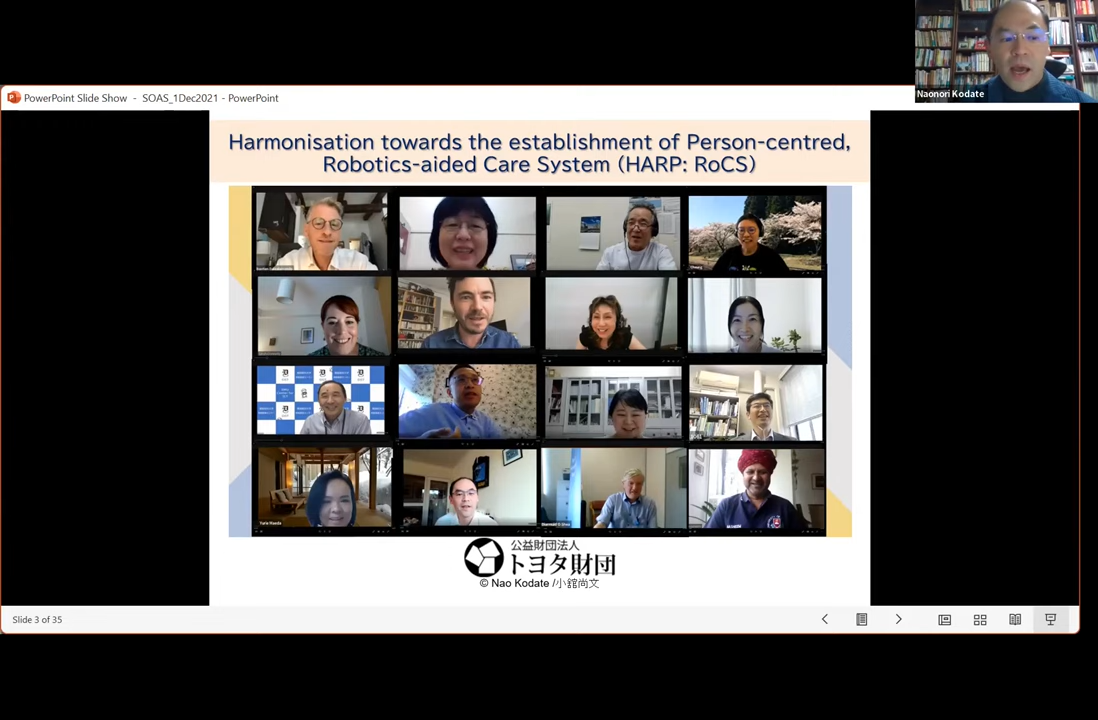 Naonori Kodate
PowerPoint Slide Show - SOAS_1Dec2021 - PowerPoint
Harmonisation towards the establishment of Person-centred,
Robotics-aided Care System (HARP: RoCS)
公益財団法人
トヨタ財団
© Nao Kodate /小舘尚文
Slide 3 of 35